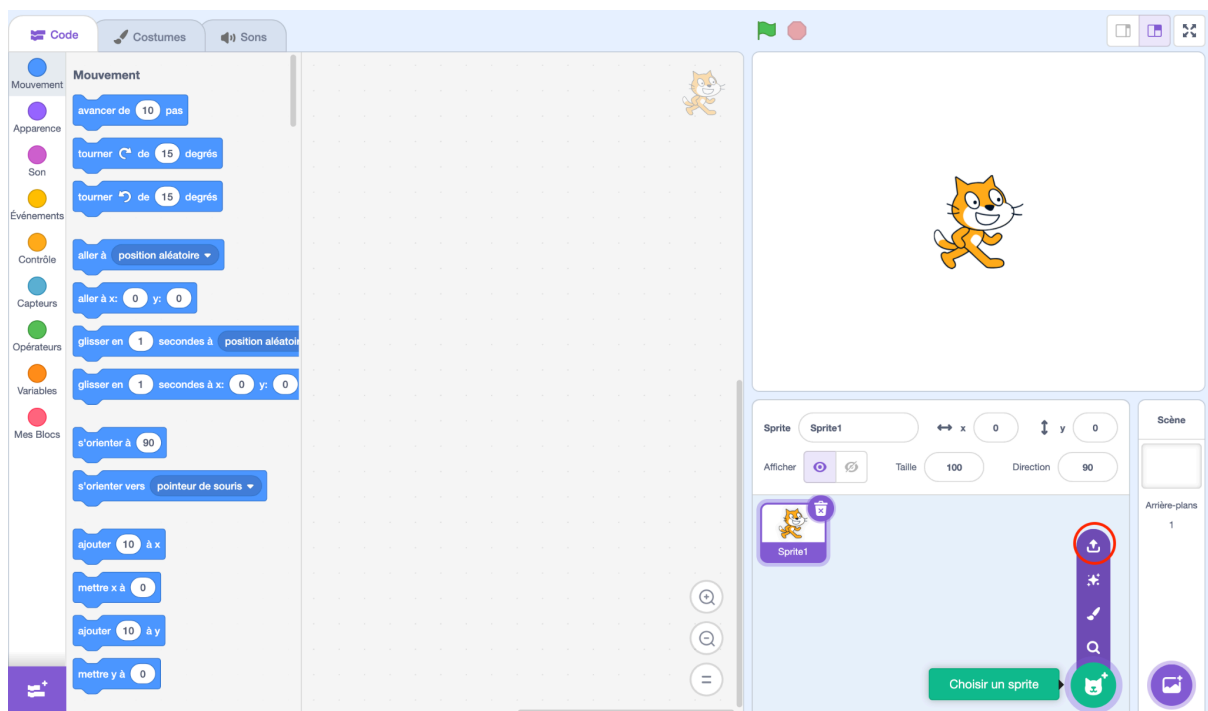 Code
Costumes
Sons
Mouvement
Apparence
Son
Événements
Contrôle
Capteurs
Opérateurs
Variables
Mes Blocs
Mouvement
avancer de 10 pas
tourner de 15 degrés
tourner de 15 degrés
aller à position aléatoire
aller à x: 0 y: 0
glisser en 1 secondes à position aléatoir
glisser en 1 secondes à x: 0 y: 0
s'orienter à 90
s'orienter vers pointeur de souris
ajouter 10 à x
mettre x à 0
ajouter 10 à y
mettre y à 0
Sprite Sprite1 x 0 y 0
Afficher Taille 100 Direction 90
Sprite1
Choisir un sprite
Scène
Arrière-plans
1